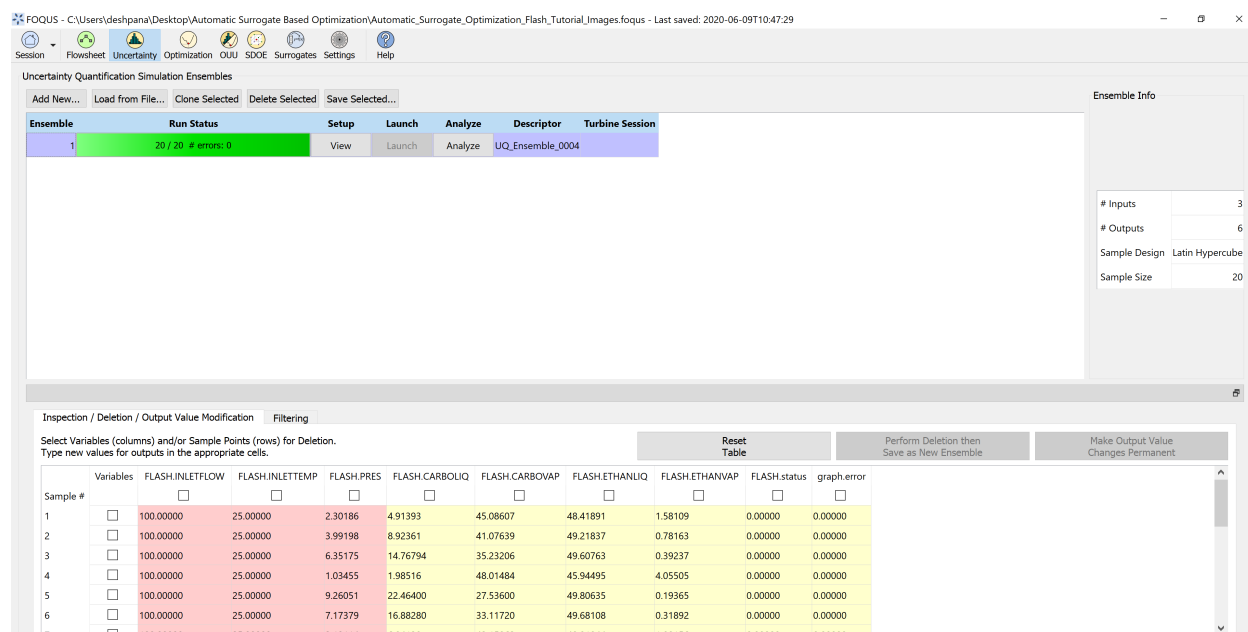 FOQUS - C:\Users\deshpana\Desktop\Automatic Surrogate Based Optimization\Automatic_Surrogate_Optimization_Flash_Tutorial_Images.foqus - Last saved: 2020-06-09T10:47:29
Session Flowsheet Uncertainty Optimization OUU SDOE Surrogates Settings Help
Uncertainty Quantification Simulation Ensembles
Add New... Load from File... Clone Selected Delete Selected Save Selected...
Ensemble Run Status Setup Launch Analyze Descriptor Turbine Session
1 20 / 20 # errors: 0 View Launch Analyze UQ_Ensemble_0004
Ensemble Info
# Inputs 3
# Outputs 6
Sample Design Latin Hypercube
Sample Size 20
Inspection / Deletion / Output Value Modification Filtering
Select Variables (columns) and/or Sample Points (rows) for Deletion.
Type new values for outputs in the appropriate cells.
Reset
Table
Perform Deletion then
Save as New Ensemble
Make Output Value
Changes Permanent
Variables FLASH.INLETFLOW FLASH.INLETTEMP FLASH.PRES FLASH.CARBOLIQ FLASH.CARBOVAP FLASH.ETHANLIQ FLASH.ETHANVAP FLASH.status graph.error
Sample #
1 100.00000 25.00000 2.30186 4.91393 45.08607 48.41891 1.58109 0.00000 0.00000
2 100.00000 25.00000 3.99198 8.92361 41.07639 49.21837 0.78163 0.00000 0.00000
3 100.00000 25.00000 6.35175 14.76794 35.23206 49.60763 0.39237 0.00000 0.00000
4 100.00000 25.00000 1.03455 1.98516 48.01484 45.94495 4.05505 0.00000 0.00000
5 100.00000 25.00000 9.26051 22.46400 27.53600 49.80635 0.19365 0.00000 0.00000
6 100.00000 25.00000 7.17379 16.88280 33.11720 49.68108 0.31892 0.00000 0.00000